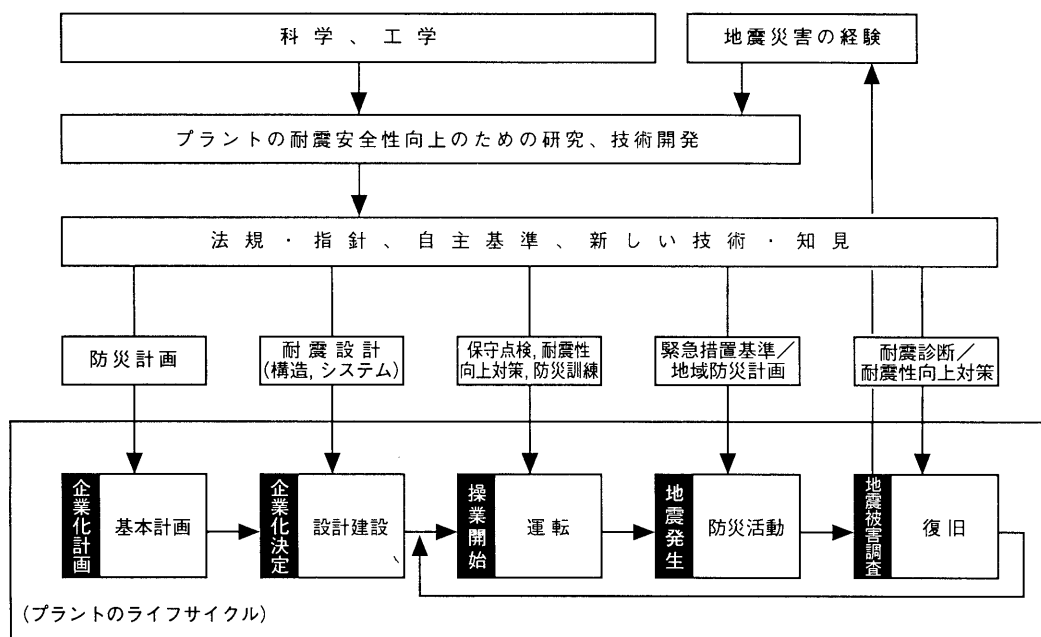 科学、工学
地震災害の経験
プラントの耐震安全性向上のための研究、技術開発
法規・指針、自主基準、新しい技術・知見
防災計画
耐震設計
(構造,システム)
保守点検,耐震性
向上対策,防災訓練
緊急措置基準/
地域防災計画
耐震診断/
耐震性向上対策
企業化計画
基本計画
企業化決定
設計建設
操業開始
運転
地震発生
防災活動
地震被害調査
復旧
(プラントのライフサイクル)